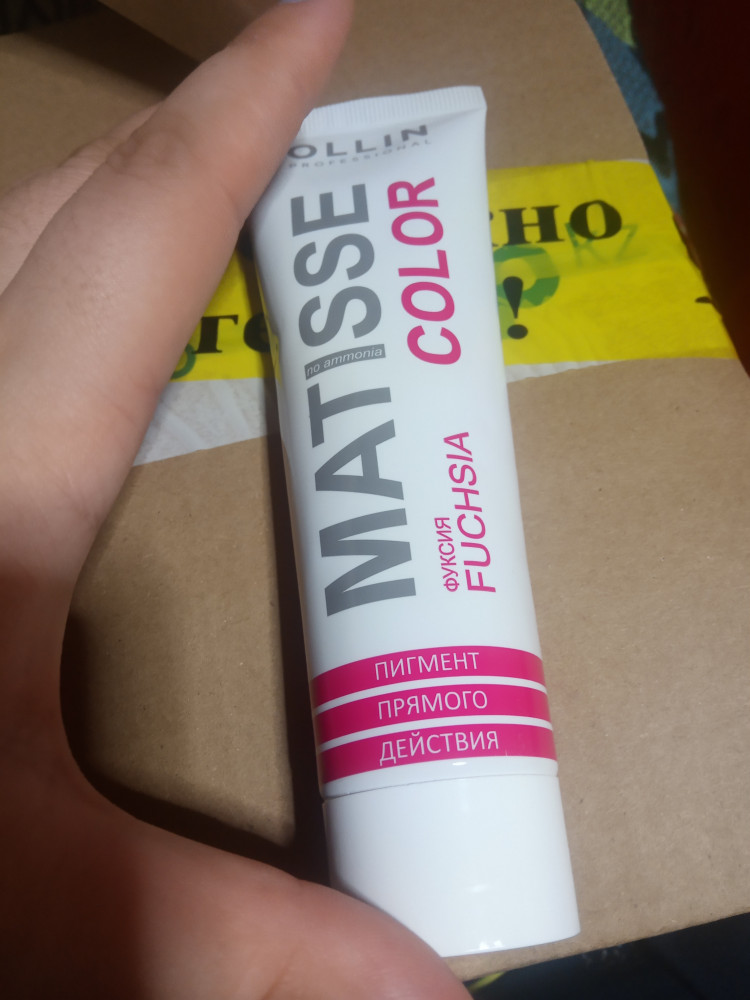 OLLIN
PROFESSIONAL
MATISSE
no ammonia
COLOR
ФУКСИЯ
FUCHSIA
ПИГМЕНТ
ПРЯМОГО
ДЕЙСТВИЯ
!